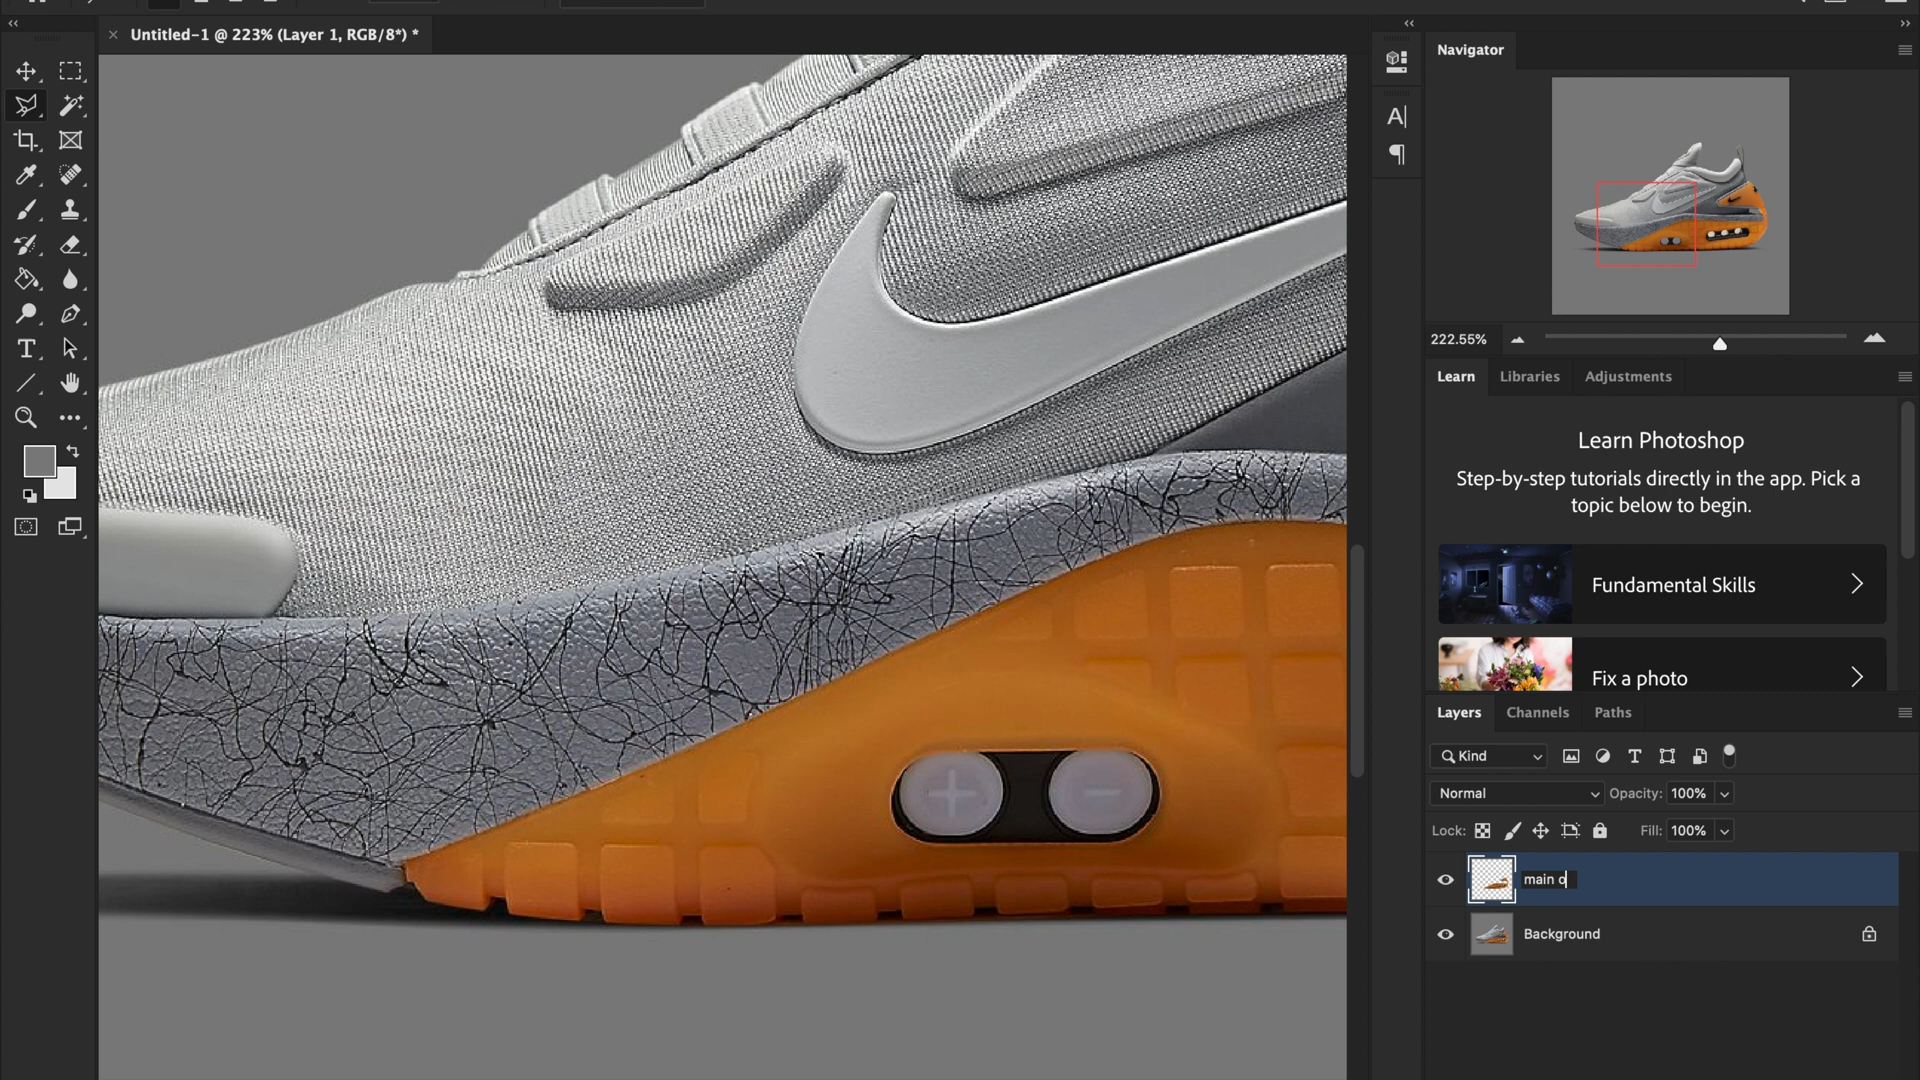 Untitled-1 @ 223% (Layer 1, RGB/8*) *
Navigator
222.55%
Learn Libraries Adjustments
Learn Photoshop
Step-by-step tutorials directly in the app. Pick a
topic below to begin.
Fundamental Skills
Fix a photo
Layers Channels Paths
Kind
Normal Opacity: 100%
Lock: Fill: 100%
main o
Background